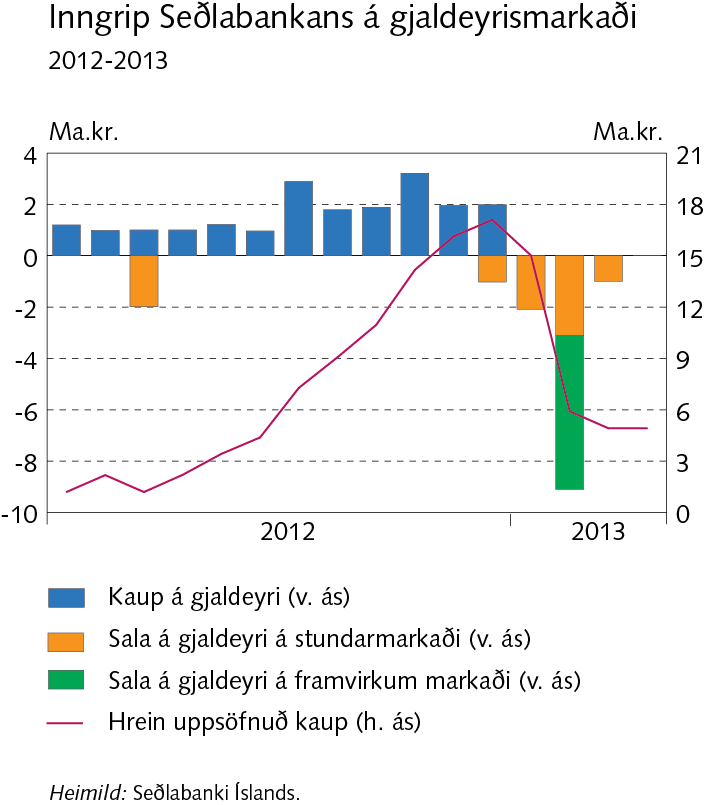 Inngrip Seðlabankans á gjaldeyrismarkaði
2012-2013
Ma.kr. Ma.kr.
4 21
2 18
0 15
-2 12
-4 9
-6 6
-8 3
-10 0
2012 2013
Kaup á gjaldeyri (v. ás)
Sala á gjaldeyri á stundarmarkaði (v. ás)
Sala á gjaldeyri á framvirkum markaði (v. ás)
Hrein uppsöfnuð kaup (h. ás)
Heimild: Seðlabanki Íslands.